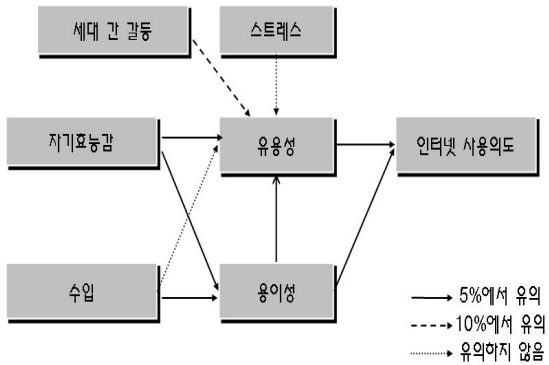 세대 간 갈등
스트레스
자기효능감
유용성
인터넷 사용의도
수입
용이성
5%에서 유의
10%에서 유의
유의하지 않음